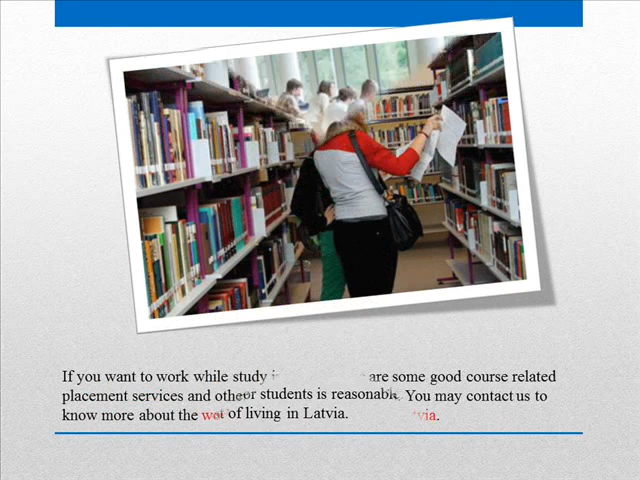 If you want to work while study are some good course related
placement services and other students is reasonable. You may contact us to
know more about the of living in Latvia.